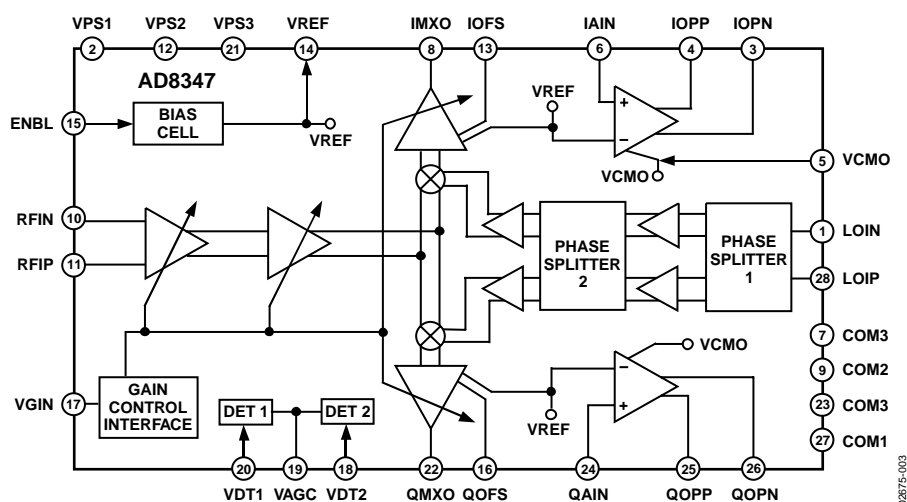 VPS1 VPS2 VPS3 VREF IMXO IOFS IAIN IOPP IOPN
2 12 21 14 8 13 6 4 3
AD8347
ENBL 15
BIAS
CELL
VREF
VREF
+
−
VCMO
5 VCMO
RFIN 10
RFIP 11
PHASE
SPLITTER
2
PHASE
SPLITTER
1
1 LOIN
28 LOIP
7 COM3
9 COM2
23 COM3
27 COM1
VCMO
−
+
VREF
VGIN 17
GAIN
CONTROL
INTERFACE
DET 1
DET 2
20 19 18 22 16 24 25 26
VDT1 VAGC VDT2 QMXO QOFS QAIN QOPP QOPN
02675-003